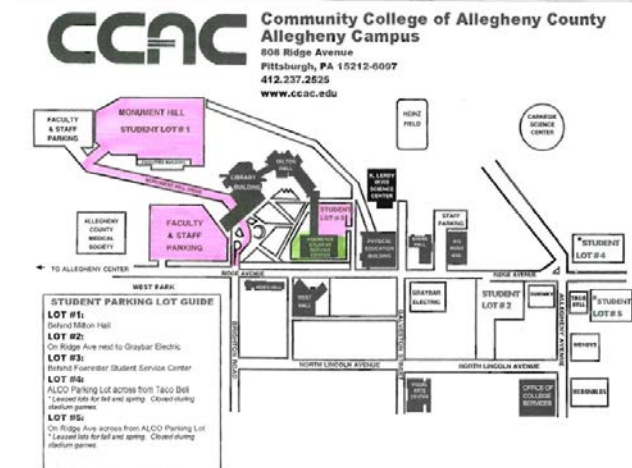 CCAC
Community College of Allegheny County
Allegheny Campus
808 Ridge Avenue
Pittsburgh, PA 15212-6097
412.237.2525
www.ccac.edu
MONUMENT HILL
STUDENT LOT # 1
FACULTY
& STAFF
PARKING
HEINZ
FIELD
CARNEGIE
SCIENCE
CENTER
MILTON
HALL
LIBRARY
BUILDING
K. LEROY
IRVIS
SCIENCE
CENTER
FACULTY
& STAFF
PARKING
STUDENT
FOERSTER
STUDENT
SERVICE
CENTER
PHYSICAL
EDUCATION
BUILDING
STAFF
PARKING
ALLEGHENY
COUNTY
MEDICAL
SOCIETY
* STUDENT
LOT # 4
TO ALLEGHENY CENTER
RIDGE AVENUE
RIDGE AVENUE
WEST PARK
WEST
HALL
GRAYBAR
ELECTRIC
STUDENT
LOT # 2
TACO
BELL
* STUDENT
LOT # 5
ALLEGHENY AVENUE
WENDYS
NORTH LINCOLN AVENUE
NORTH LINCOLN AVENUE
VISUAL
ARTS
CENTER
OFFICE OF
COLLEGE
SERVICES
MCDONALDS
STUDENT PARKING LOT GUIDE
LOT #1:
Behind Milton Hall
LOT #2:
On Ridge Ave next to Graybar Electric
LOT #3:
Behind Foerester Student Service Center
LOT #4:
ALCO Parking Lot across from Taco Bell
* Leased lots for fall and spring. Closed during
stadium games
LOT #5:
On Ridge Ave across from ALCO Parking Lot
* Leased lots for fall and spring. Closed during
stadium games